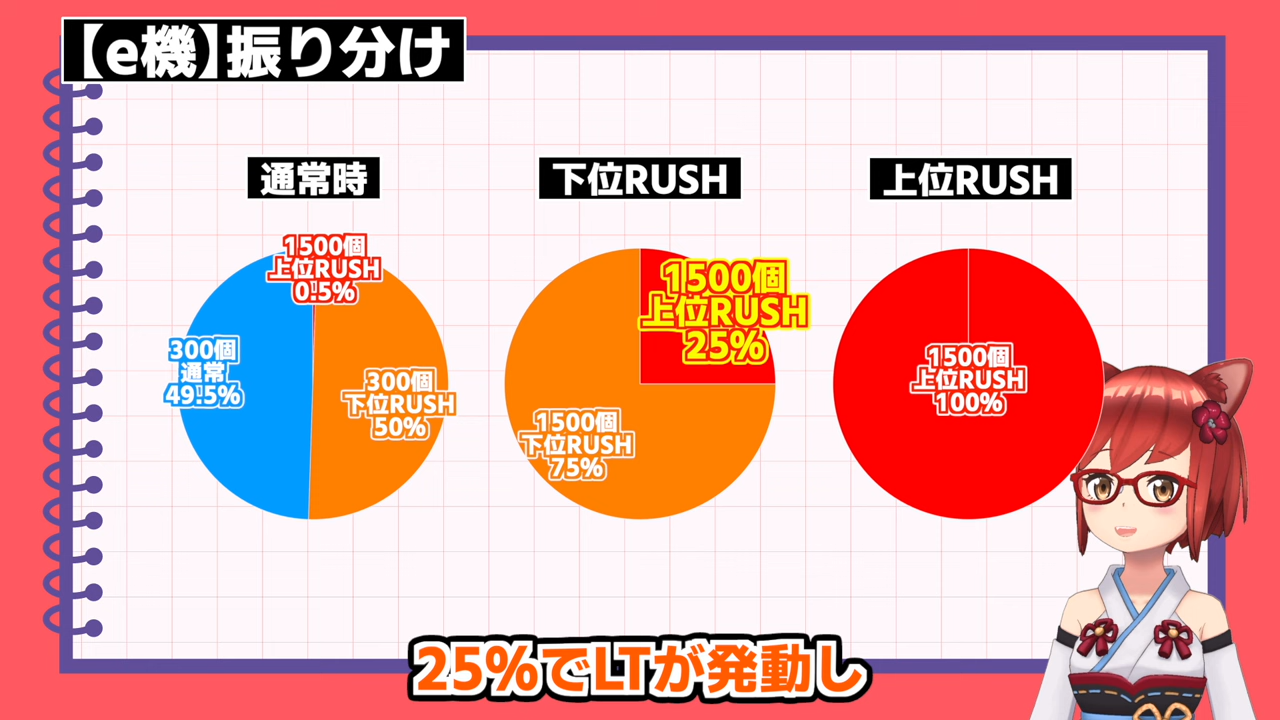 【e機】振り分け
通常時
1500個
上位RUSH
0.5%
300個
通常
49.5%
300個
下位RUSH
50%
下位RUSH
1500個
上位RUSH
25%
1500個
下位RUSH
75%
上位RUSH
1500個
上位RUSH
100%
25%でLTが発動し